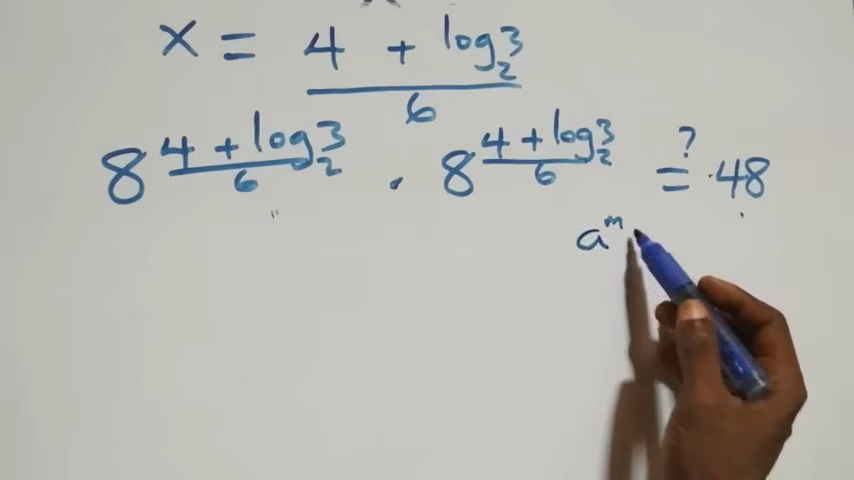 x = (4 + log₂3)/6
8^((4 + log₂3)/6) · 8^((4 + log₂3)/6) ≟ 48
a^m